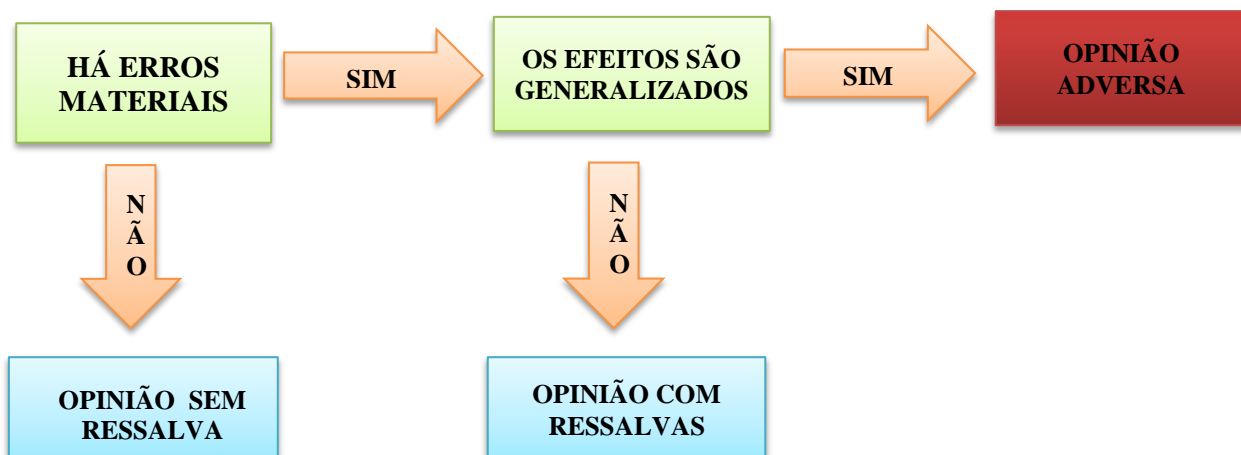 HÁ ERROS
MATERIAIS
SIM
OS EFEITOS SÃO
GENERALIZADOS
SIM
OPINIÃO
ADVERSA
N
Ã
O
N
Ã
O
OPINIÃO SEM
RESSALVA
OPINIÃO COM
RESSALVAS